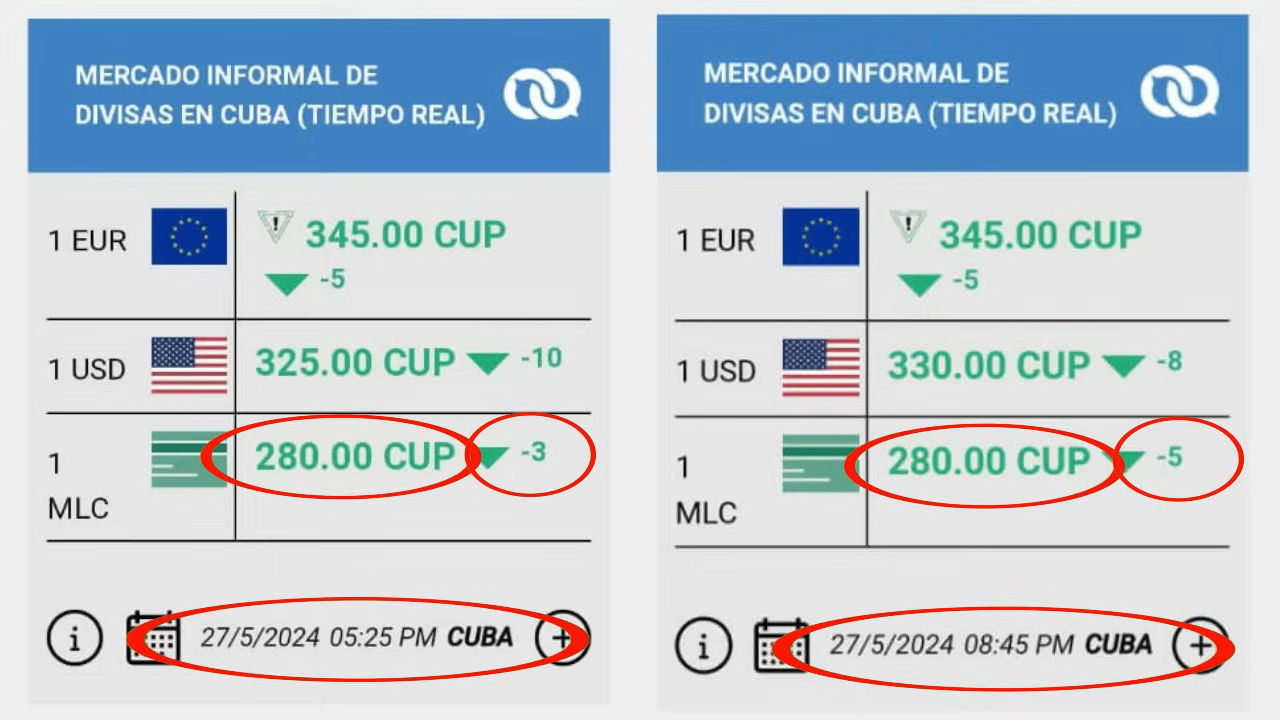 MERCADO INFORMAL DE
DIVISAS EN CUBA (TIEMPO REAL)
1 EUR
! 345.00 CUP
-5
1 USD
325.00 CUP -10
1
MLC
280.00 CUP -3
i
27/5/2024 05:25 PM CUBA +
MERCADO INFORMAL DE
DIVISAS EN CUBA (TIEMPO REAL)
1 EUR
! 345.00 CUP
-5
1 USD
330.00 CUP -8
1
MLC
280.00 CUP -5
i
27/5/2024 08:45 PM CUBA +